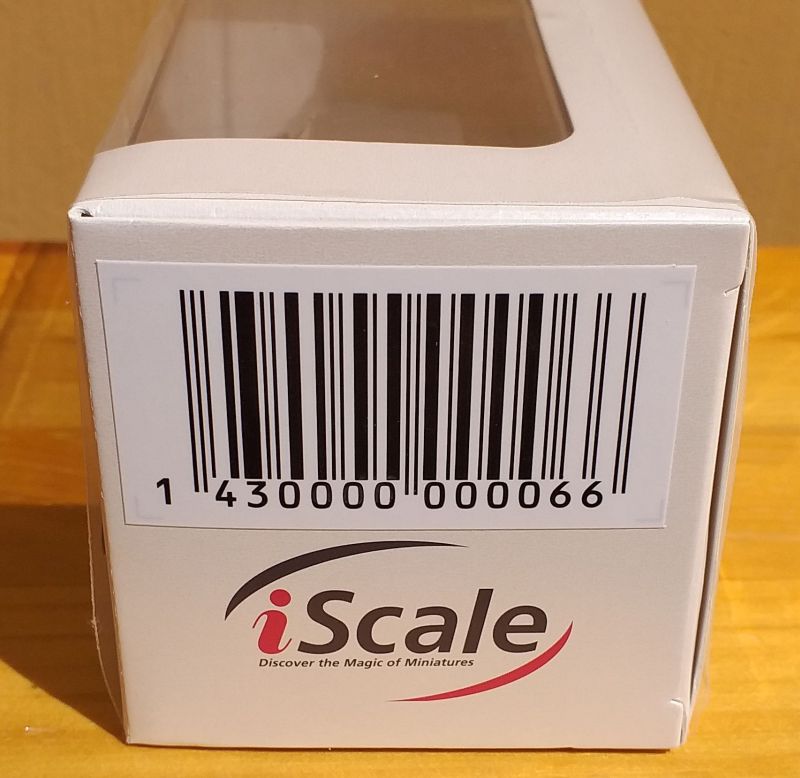 1 430000 000066
iScale
Discover the Magic of Miniatures